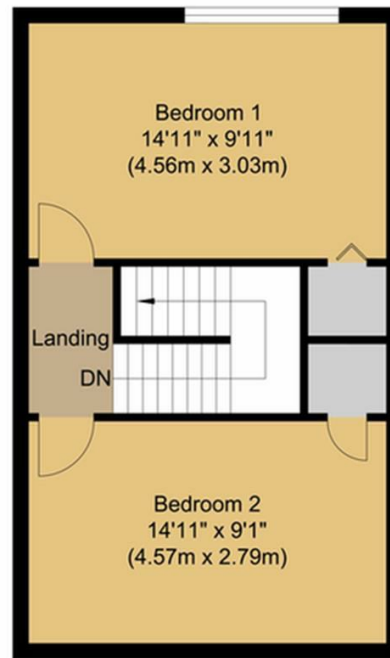 Bedroom 1
14'11" x 9'11"
(4.56m x 3.03m)
Landing
DN
Bedroom 2
14'11" x 9'1"
(4.57m x 2.79m)